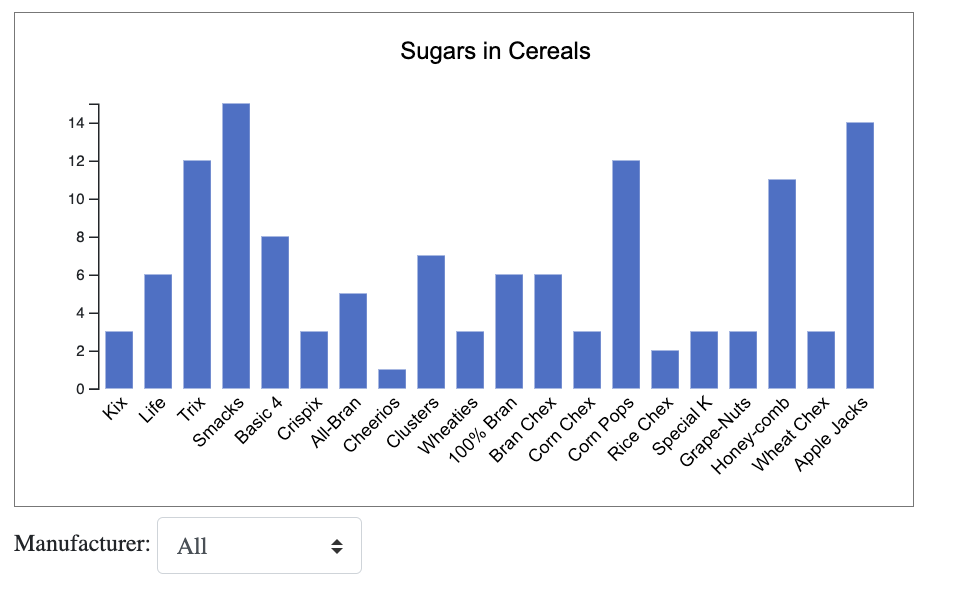 Sugars in Cereals
14
12
10
8
6
4
2
0
Kix
Life
Trix
Smacks
Basic 4
Crispix
All-Bran
Cheerios
Clusters
Wheaties
100% Bran
Bran Chex
Corn Chex
Corn Pops
Rice Chex
Special K
Grape-Nuts
Honey-comb
Wheat Chex
Apple Jacks
Manufacturer: All